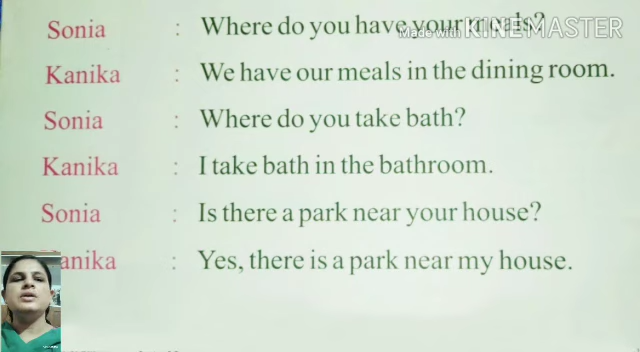 Sonia : Where do you have your meals?
Made with KINEMASTER
Kanika : We have our meals in the dining room.
Sonia : Where do you take bath?
Kanika : I take bath in the bathroom.
Sonia : Is there a park near your house?
anika : Yes, there is a park near my house.